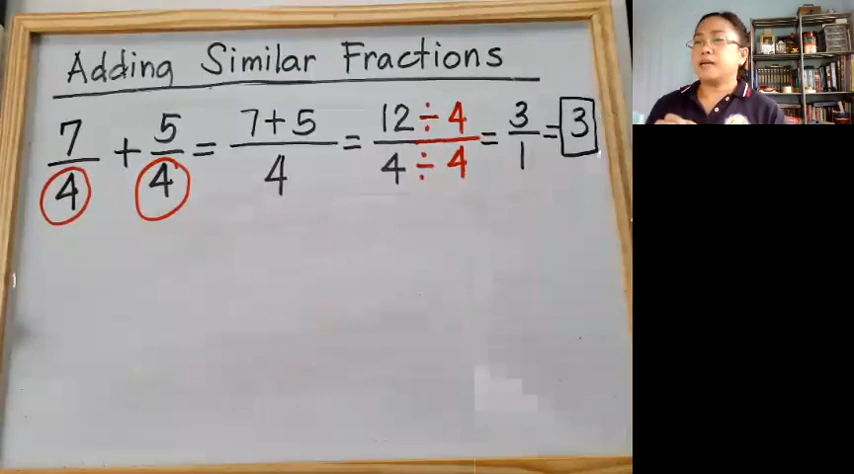 Adding Similar Fractions
7/4 + 5/4 = 7+5/4 = 12÷4/4÷4 = 3/1 = 3